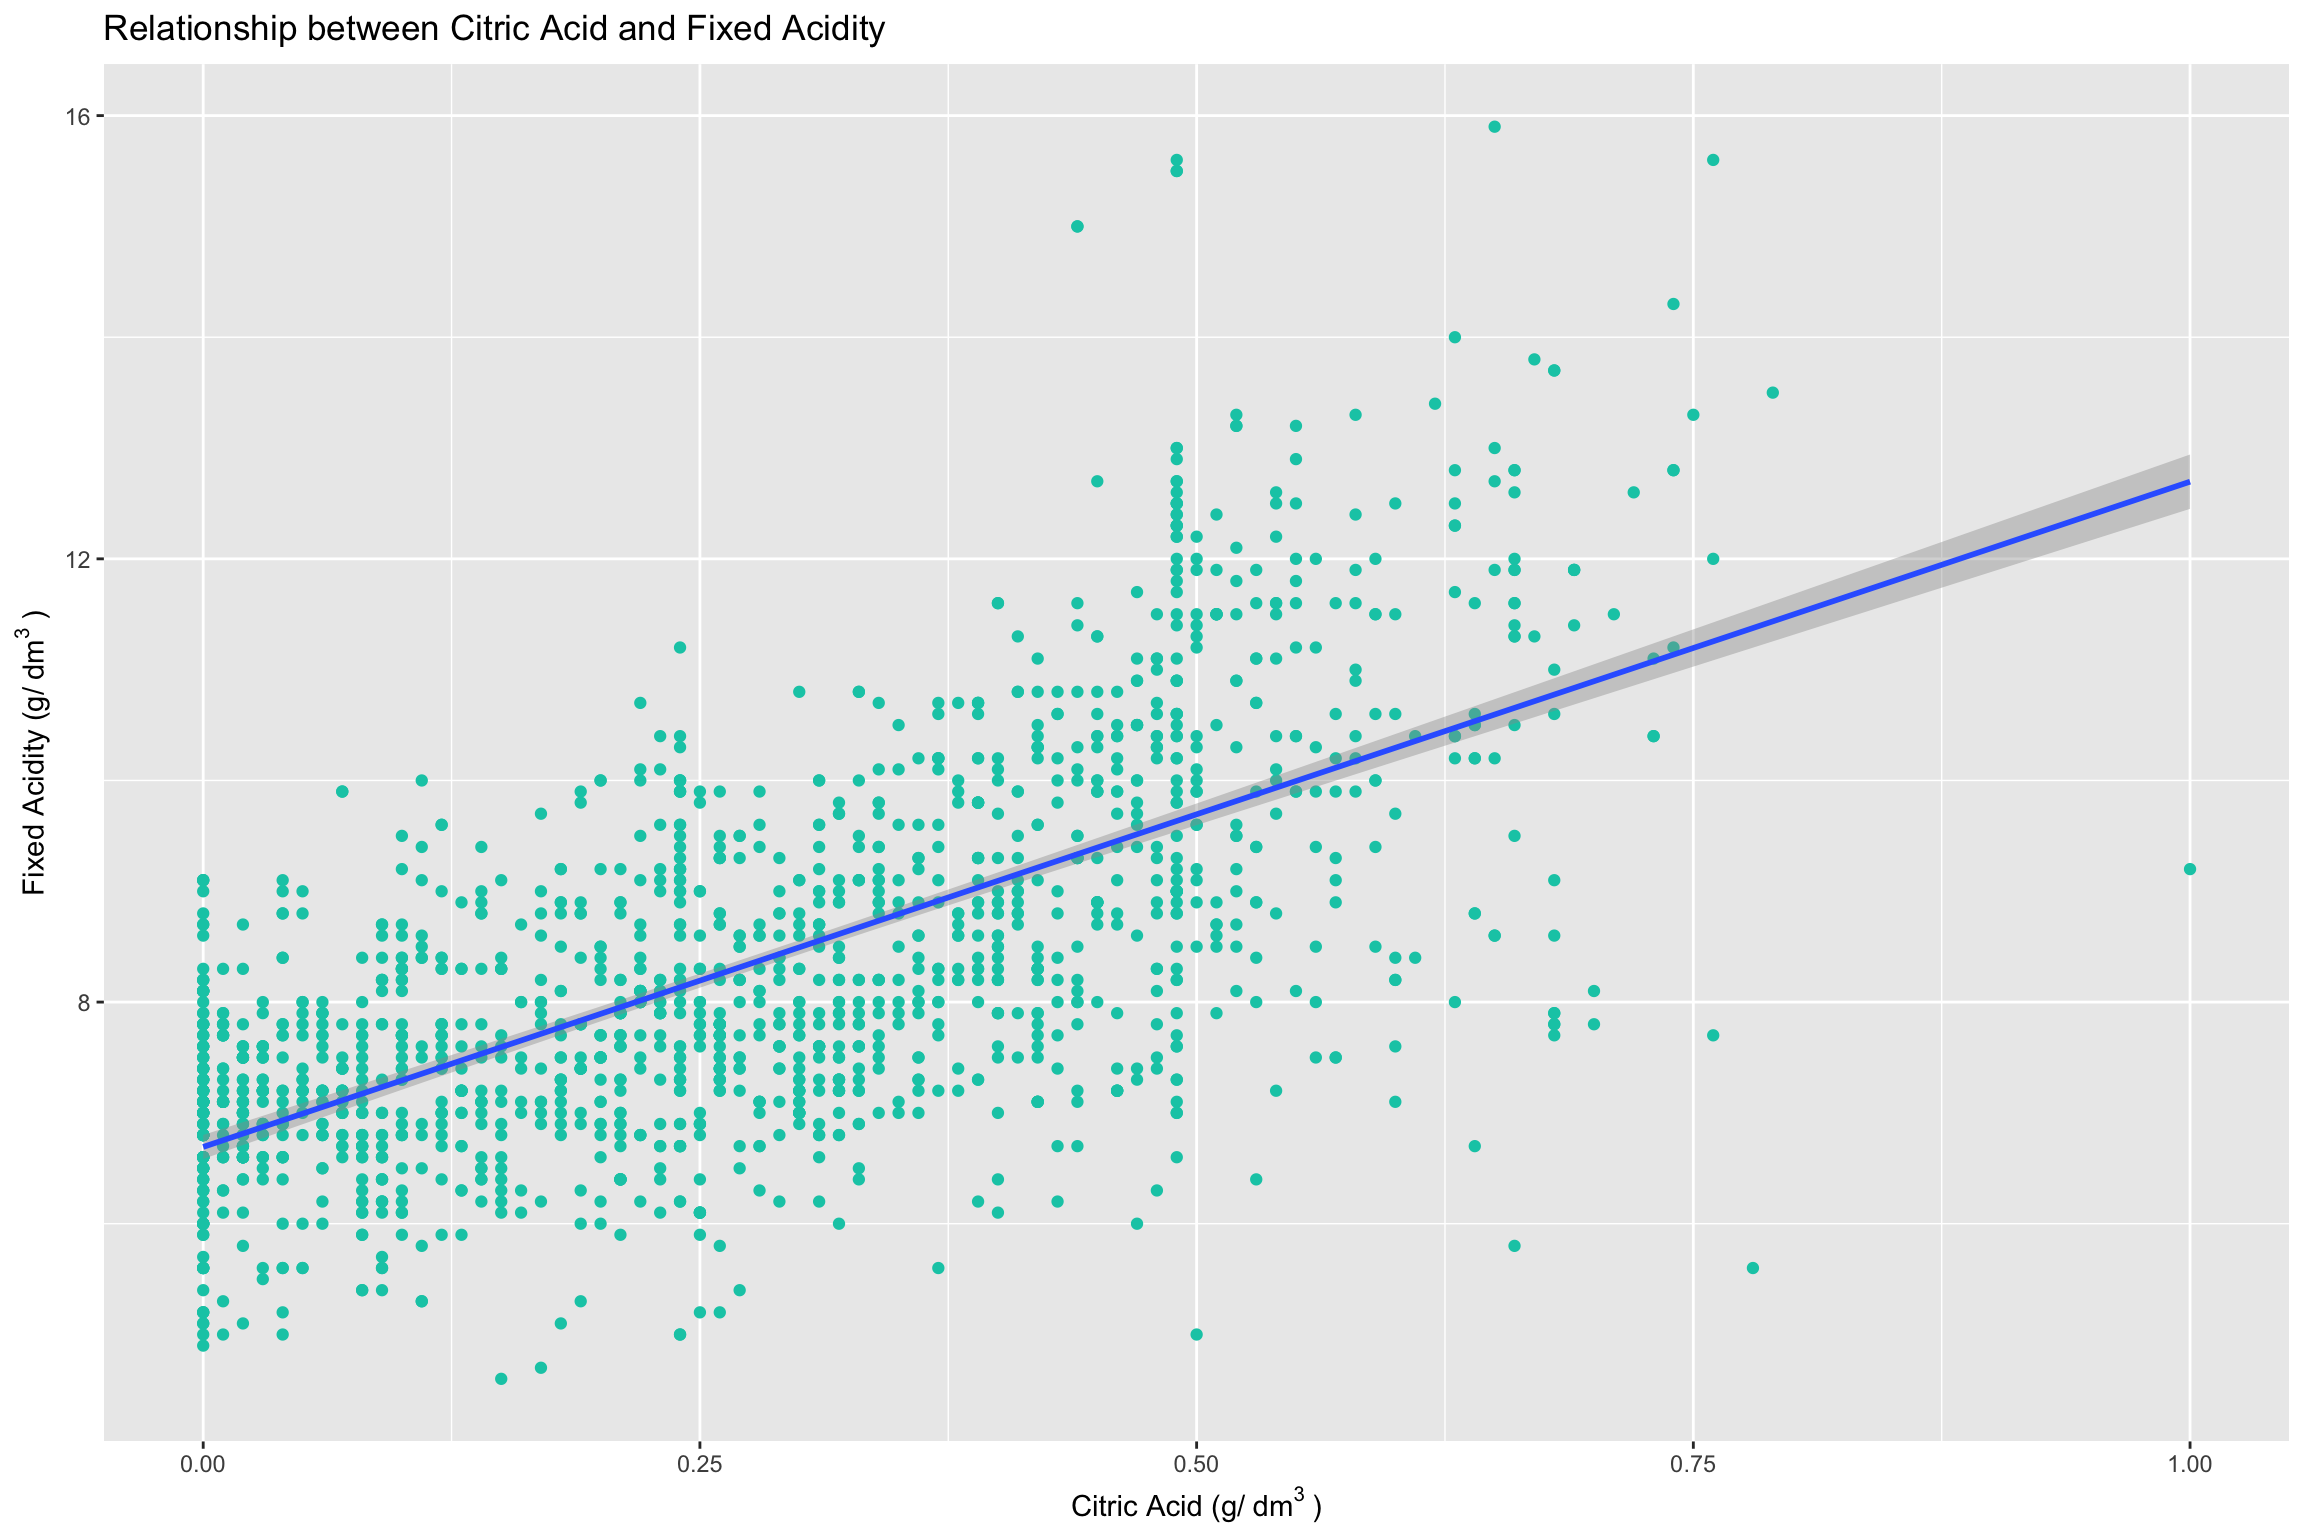 Relationship between Citric Acid and Fixed Acidity
16
12
8
Fixed Acidity (g/ dm³ )
0.00
0.25
0.50
0.75
1.00
Citric Acid (g/ dm³ )